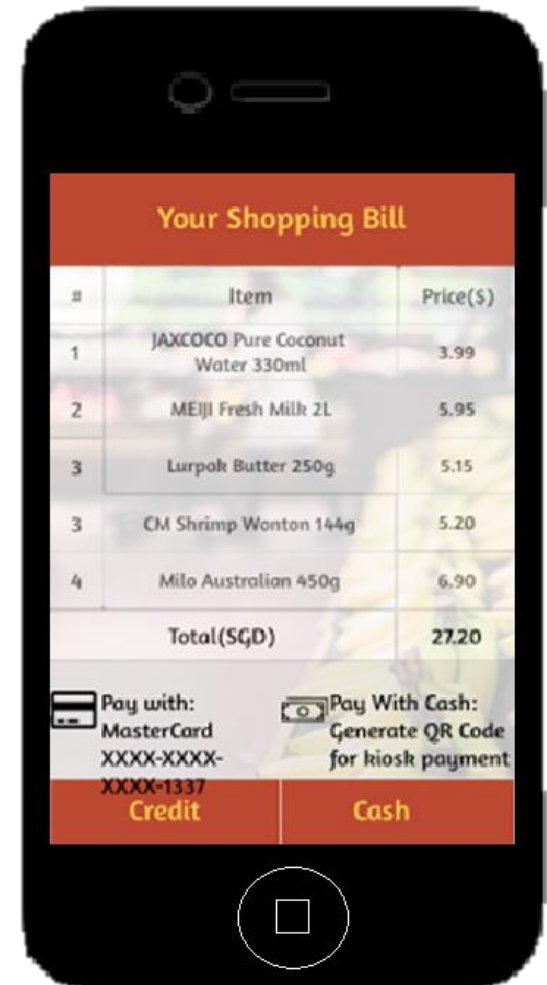 Your Shopping Bill
# Item Price($)
1 JAXCOCO Pure Coconut Water 330ml 3.99
2 MEIJI Fresh Milk 2L 5.95
3 Lurpak Butter 250g 5.15
3 CM Shrimp Wonton 144g 5.20
4 Milo Australian 450g 6.90
Total(SGD) 27.20
Pay with:
MasterCard
XXXX-XXXX-
XXXX-1337
Pay With Cash:
Generate QR Code
for kiosk payment
Credit
Cash